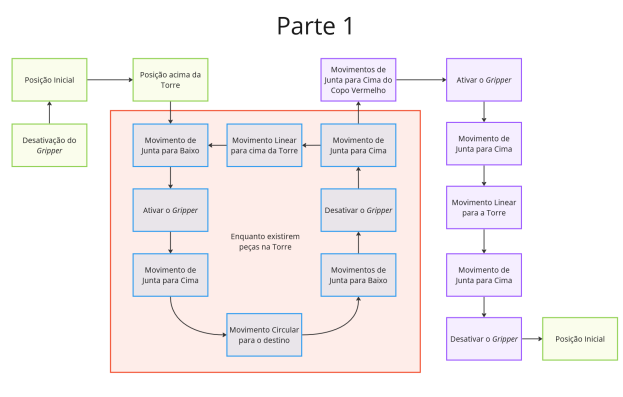 Parte 1
Posição Inicial
Posição acima da
Torre
Movimentos de
Junta para Cima do
Copo Vermelho
Ativar o Gripper
Desativação do
Gripper
Movimento de
Junta para Baixo
Movimento Linear
para cima da Torre
Movimento de
Junta para Cima
Movimento de
Junta para Cima
Ativar o Gripper
Enquanto existirem
peças na Torre
Desativar o Gripper
Movimento Linear
para a Torre
Movimento de
Junta para Cima
Movimentos de
Junta para Baixo
Movimento de
Junta para Cima
Movimento Circular
para o destino
Desativar o Gripper
Posição Inicial